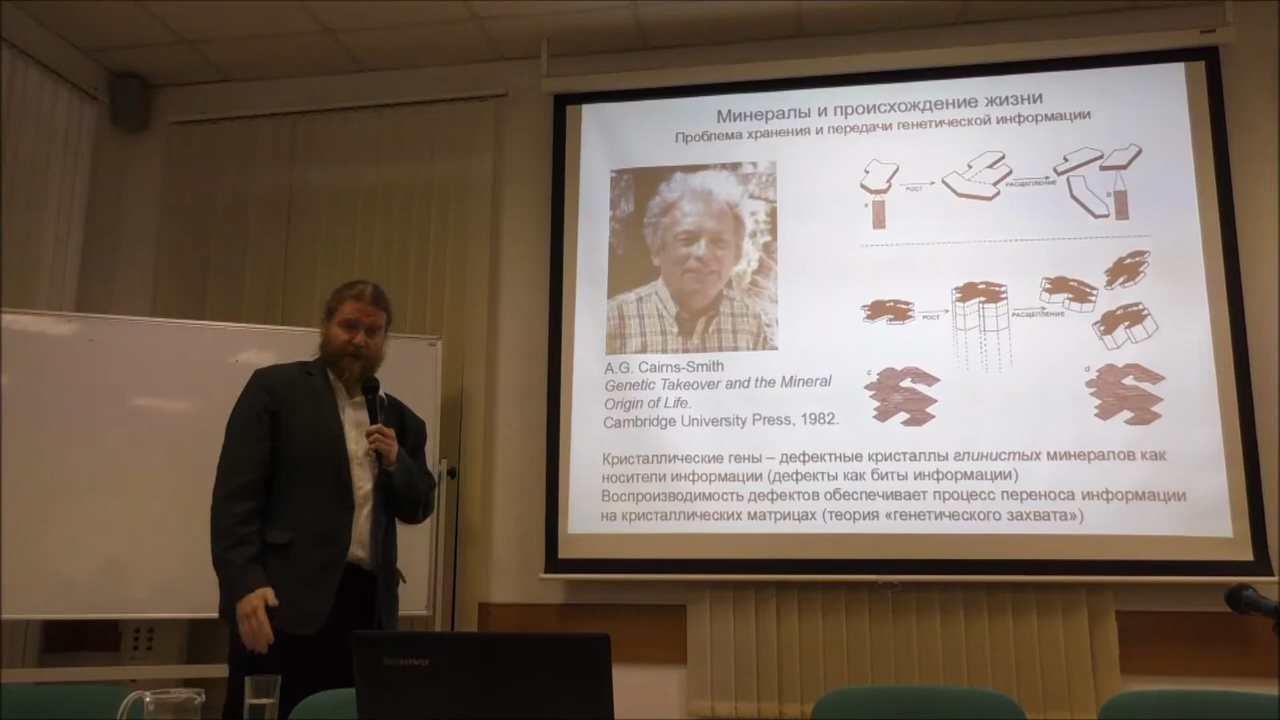 Минералы и происхождение жизни
Проблема хранения и передачи генетической информации
РОСТ
РАСЩЕПЛЕНИЕ
a
b
РОСТ
РАСЩЕПЛЕНИЕ
c
d
A.G. Cairns-Smith
Genetic Takeover and the Mineral
Origin of Life.
Cambridge University Press, 1982.
Кристаллические гены – дефектные кристаллы глинистых минералов как
носители информации (дефекты как биты информации)
Воспроизводимость дефектов обеспечивает процесс переноса информации
на кристаллических матрицах (теория «генетического захвата»)
lenovo